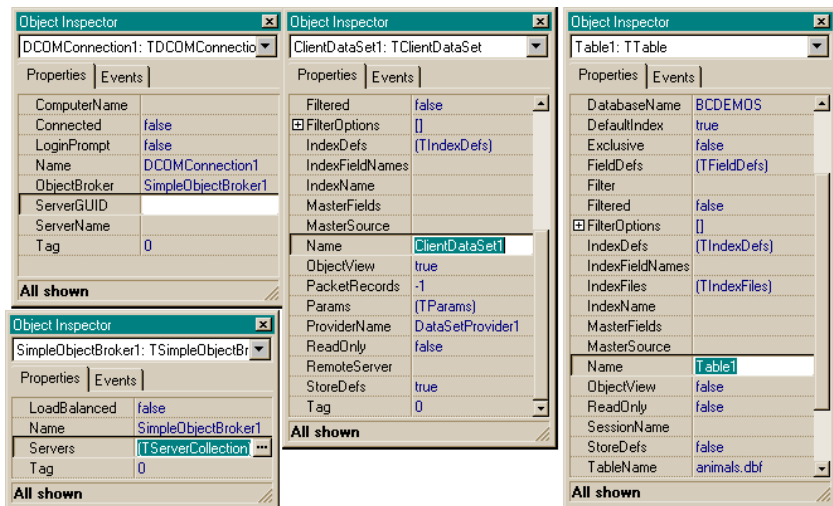 Object Inspector
DCOMConnection1: TDCOMConnectio
Properties Events
ComputerName
Connected false
LoginPrompt false
Name DCOMConnection1
ObjectBroker SimpleObjectBroker1
ServerGUID
ServerName
Tag 0
All shown
Object Inspector
SimpleObjectBroker1: TSimpleObjectBr
Properties Events
LoadBalanced false
Name SimpleObjectBroker1
Servers (TServerCollection) ...
Tag 0
All shown
Object Inspector
ClientDataSet1: TClientDataSet
Properties Events
Filtered false
FilterOptions []
IndexDefs (TIndexDefs)
IndexFieldNames
IndexName
MasterFields
MasterSource
Name ClientDataSet1
ObjectView true
PacketRecords -1
Params (TParams)
ProviderName DataSetProvider1
ReadOnly false
RemoteServer
StoreDefs true
Tag 0
All shown
Object Inspector
Table1: TTable
Properties Events
DatabaseName BCDEMOS
DefaultIndex true
Exclusive false
FieldDefs (TFieldDefs)
Filter
Filtered false
FilterOptions []
IndexDefs (TIndexDefs)
IndexFieldNames
IndexFiles (TIndexFiles)
IndexName
MasterFields
MasterSource
Name Table1
ObjectView false
ReadOnly false
SessionName
StoreDefs false
TableName animals.dbf
All shown